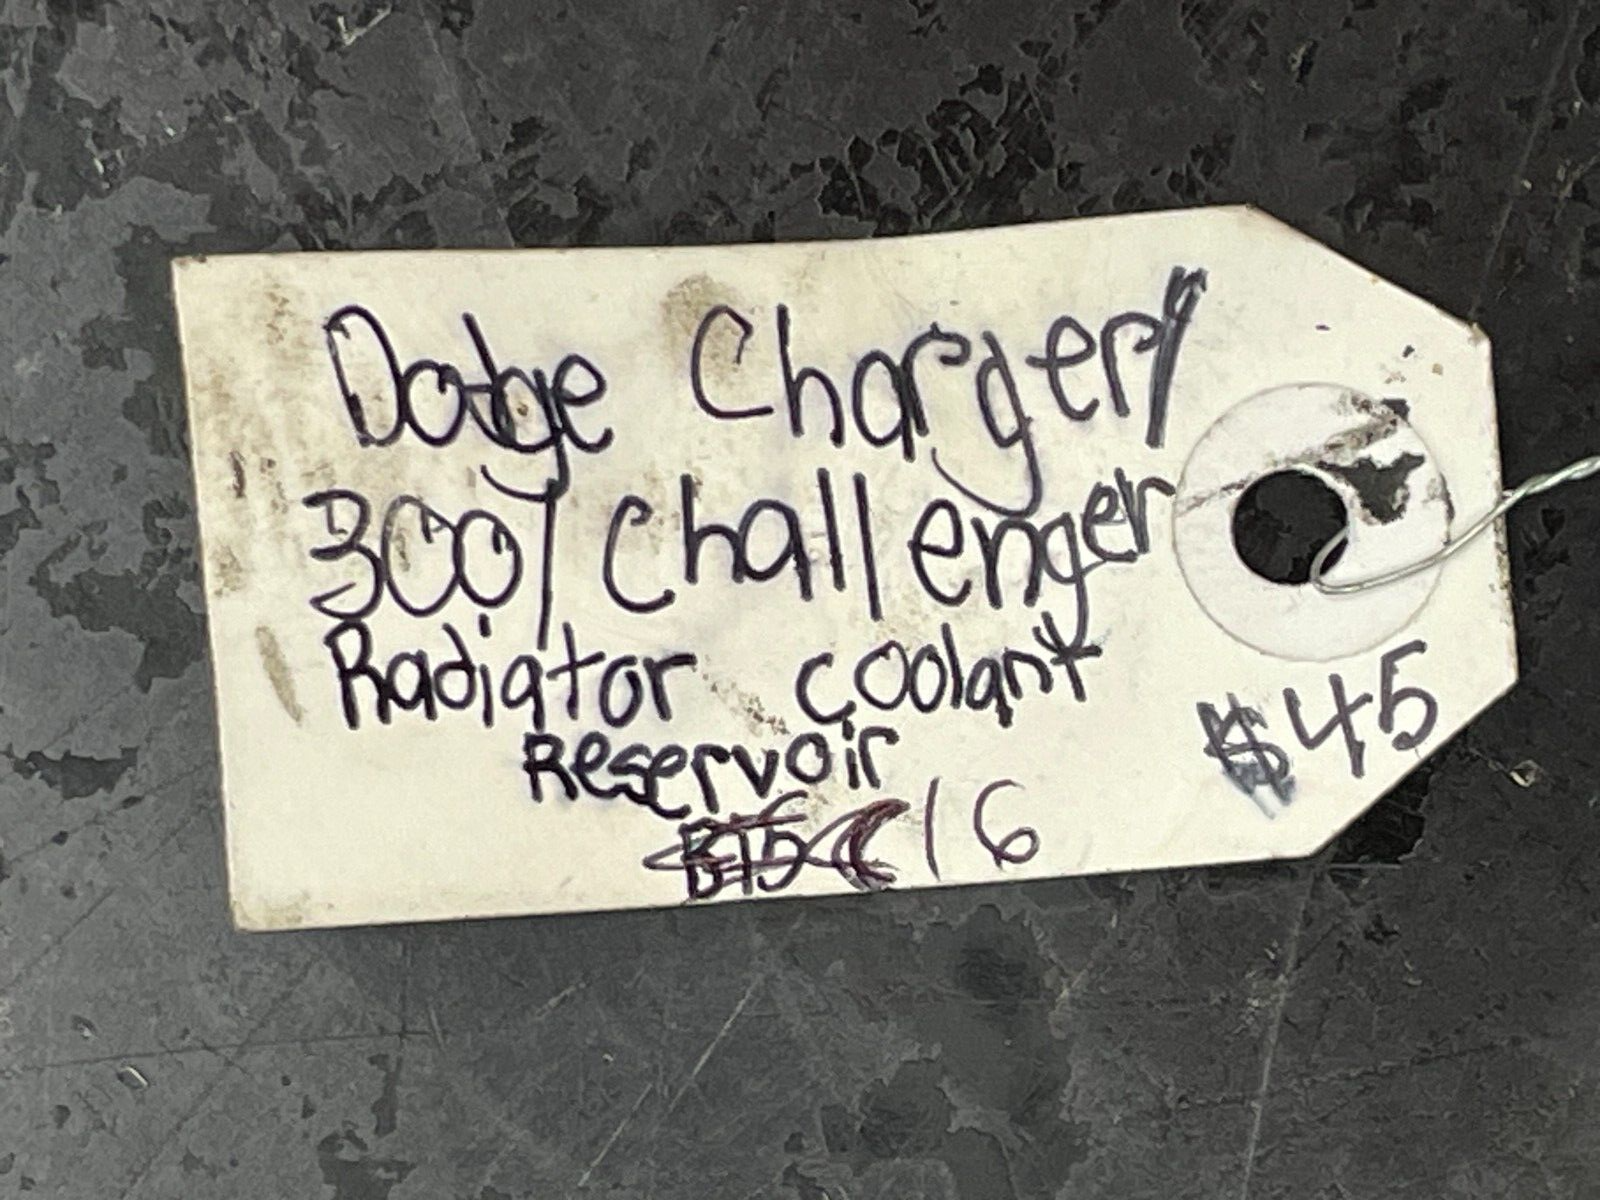 Dodge Charger/
300/Challenger
Radiator coolant
Reservoir
16
$45